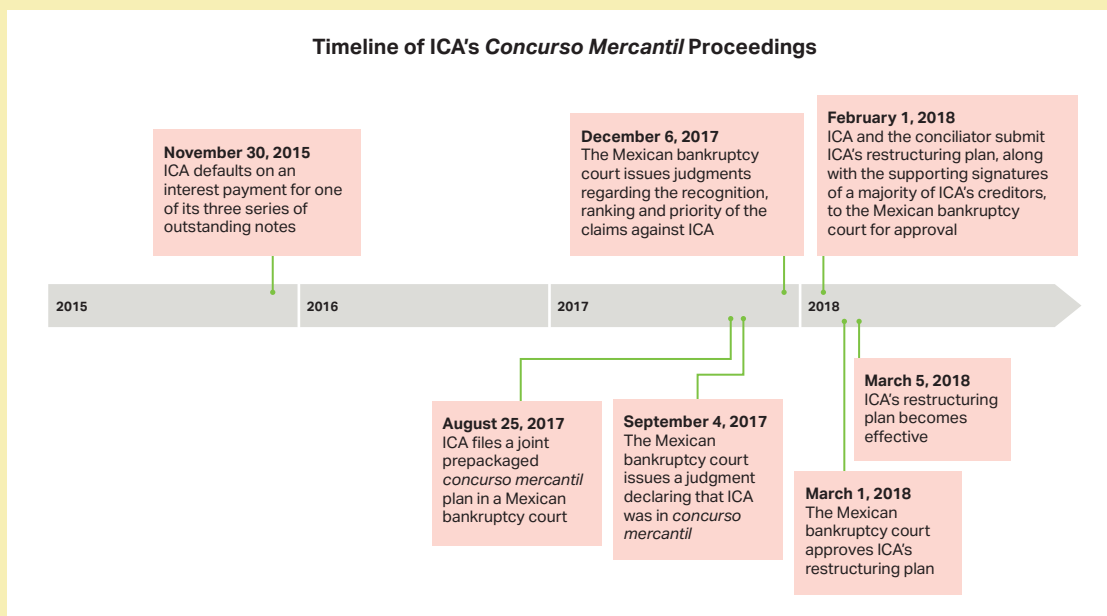 Timeline of ICA's Concurso Mercantil Proceedings
November 30, 2015
ICA defaults on an
interest payment for one
of its three series of
outstanding notes
December 6, 2017
The Mexican bankruptcy
court issues judgments
regarding the recognition,
ranking and priority of the
claims against ICA
February 1, 2018
ICA and the conciliator submit
ICA's restructuring plan, along
with the supporting signatures
of a majority of ICA's creditors,
to the Mexican bankruptcy
court for approval
2015
2016
2017
2018
August 25, 2017
ICA files a joint
prepackaged
concurso mercantil
plan in a Mexican
bankruptcy court
September 4, 2017
The Mexican
bankruptcy court
issues a judgment
declaring that ICA
was in concurso
mercantil
March 5, 2018
ICA's restructuring
plan becomes
effective
March 1, 2018
The Mexican
bankruptcy court
approves ICA's
restructuring plan